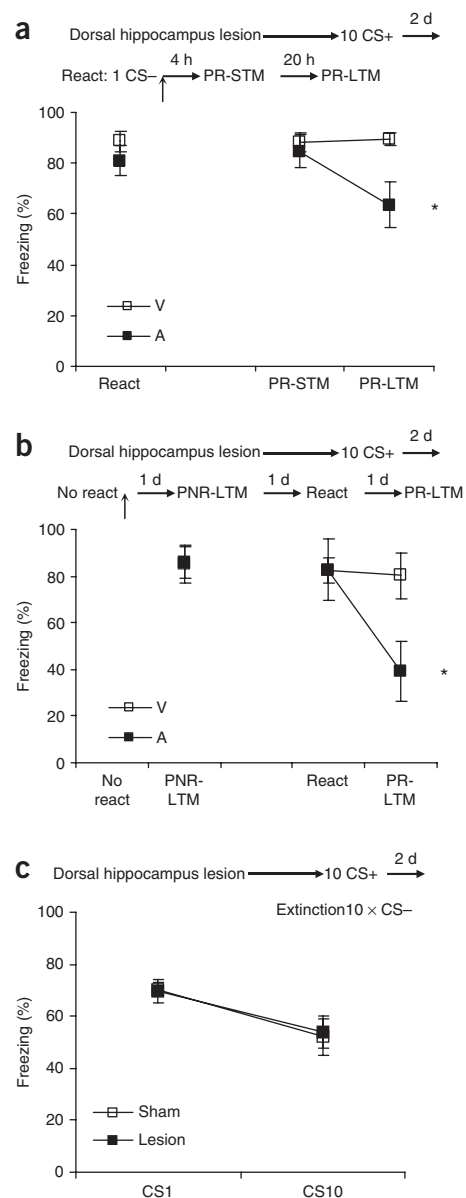 a
2 d
Dorsal hippocampus lesion 10 CS+
4 h 20 h
React: 1 CS– PR-STM PR-LTM
100
80
60
40
20
0
Freezing (%)
*
V
A
React PR-STM PR-LTM
b
2 d
Dorsal hippocampus lesion 10 CS+
1 d 1 d 1 d
No react PNR-LTM React PR-LTM
100
80
60
40
20
0
Freezing (%)
*
V
A
No react PNR-LTM React PR-LTM
c
2 d
Dorsal hippocampus lesion 10 CS+
Extinction10 × CS–
100
80
60
40
20
0
Freezing (%)
Sham
Lesion
CS1 CS10